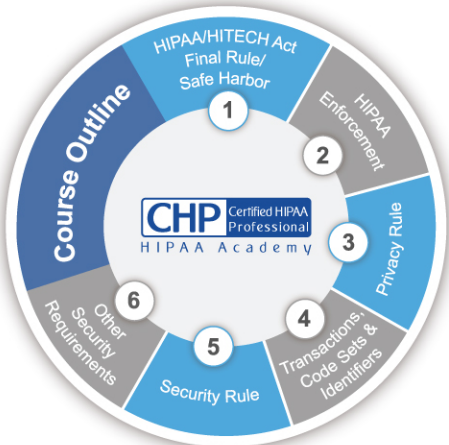 Course Outline
HIPAA/HITECH Act
Final Rule/
Safe Harbor
1
HIPAA
Enforcement
2
Privacy Rule
3
Transactions,
Code Sets &
Identifiers
4
Security Rule
5
Other
Security
Requirements
6
CHP
Certified HIPAA
Professional
HIPAA Academy